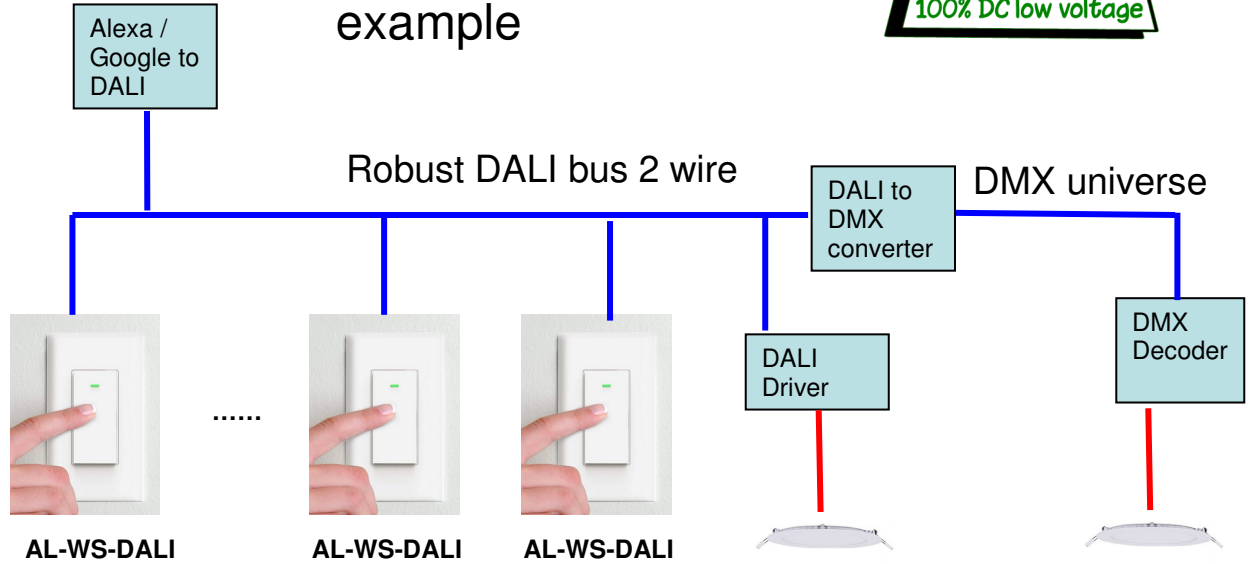 example
100% DC low voltage
Alexa /
Google to
DALI
Robust DALI bus 2 wire
DALI to
DMX
converter
DMX universe
DALI
Driver
DMX
Decoder
......
AL-WS-DALI
AL-WS-DALI
AL-WS-DALI